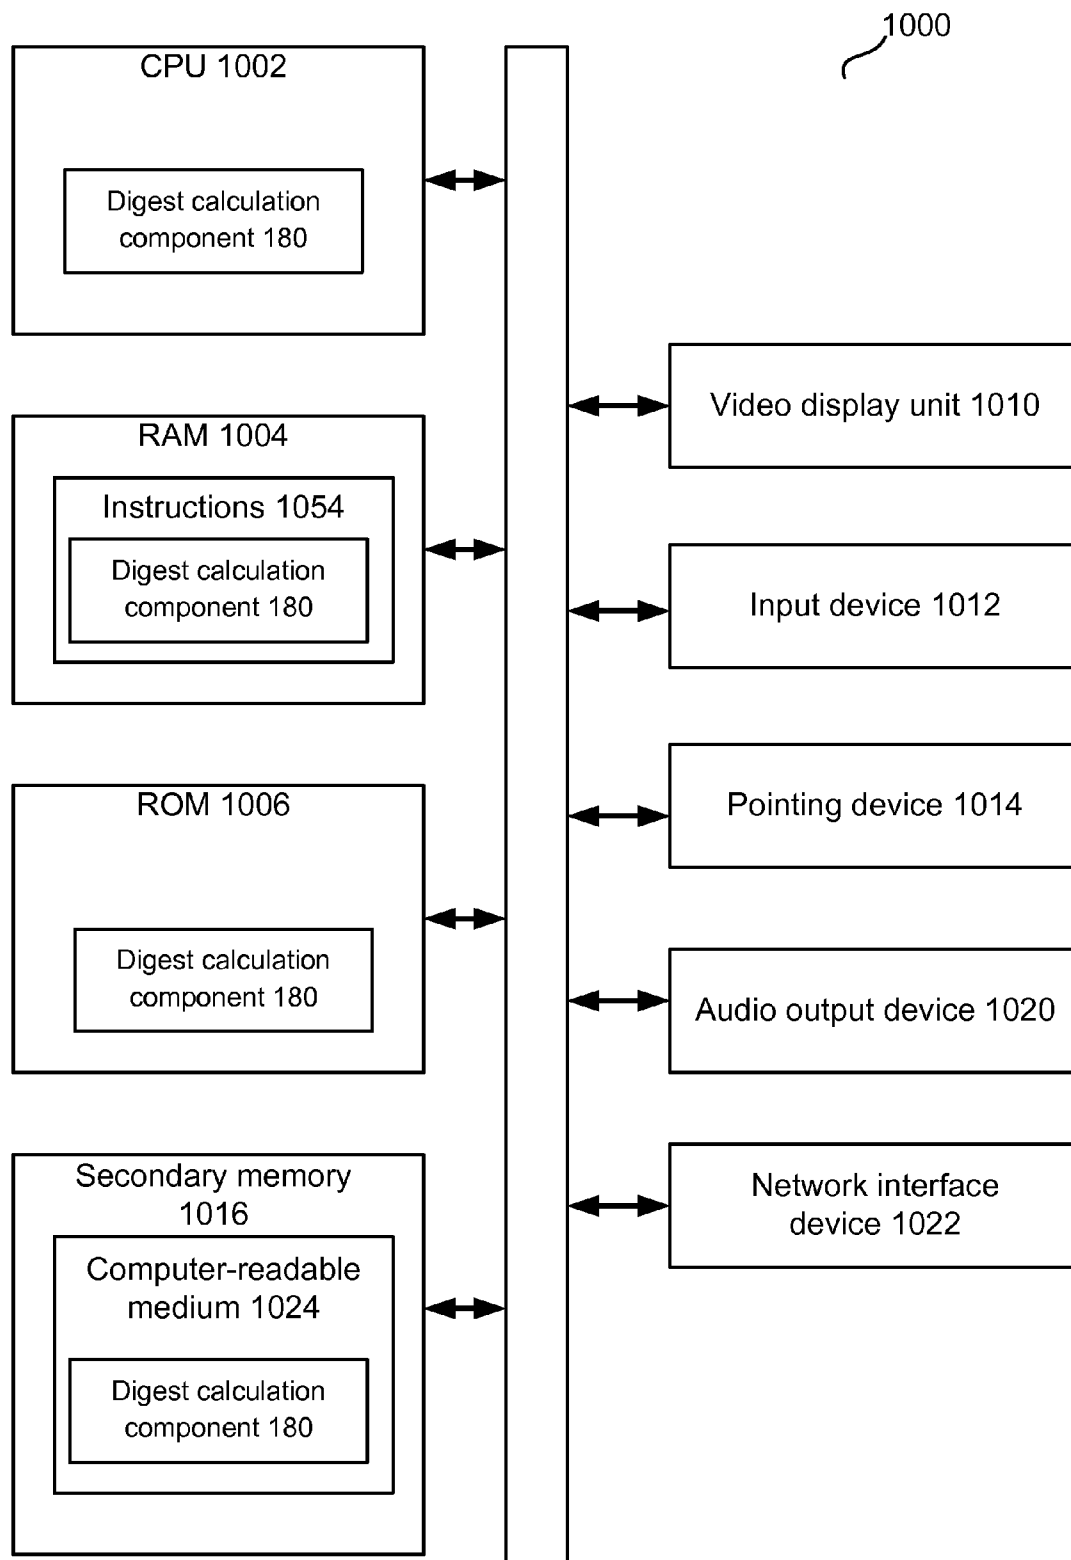 1000
CPU 1002
Digest calculation
component 180
RAM 1004
Instructions 1054
Digest calculation
component 180
ROM 1006
Digest calculation
component 180
Secondary memory
1016
Computer-readable
medium 1024
Digest calculation
component 180
Video display unit 1010
Input device 1012
Pointing device 1014
Audio output device 1020
Network interface
device 1022